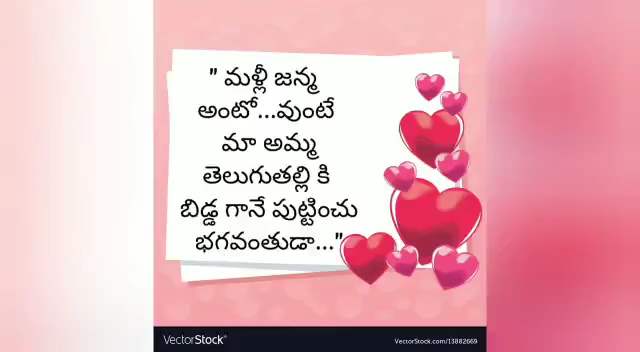 " మళ్లీ జన్మ
అంటో...వుంటే
మా అమ్మ
తెలుగుతల్లి కి
బిడ్డ గానే పుట్టించు
భగవంతుడా..."
VectorStock®
VectorStock.com/13882669